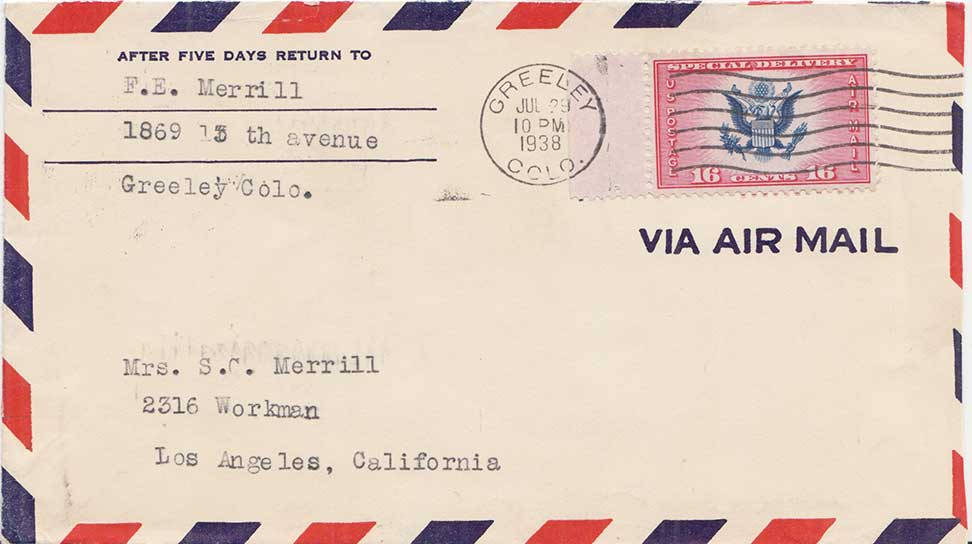 AFTER FIVE DAYS RETURN TO
F.E. Merrill
1869 13 th avenue
Greeley Colo.
GREELEY
JUL 29
10 PM
1938
COLO.
SPECIAL DELIVERY
U S POSTAGE
AIR MAIL
16 CENTS 16
VIA AIR MAIL
Mrs. S.C. Merrill
2316 Workman
Los Angeles, California